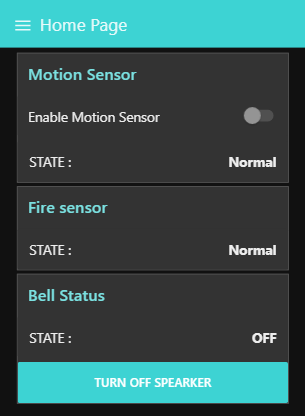 Home Page
Motion Sensor
Enable Motion Sensor
STATE : Normal
Fire sensor
STATE : Normal
Bell Status
STATE : OFF
TURN OFF SPEARKER